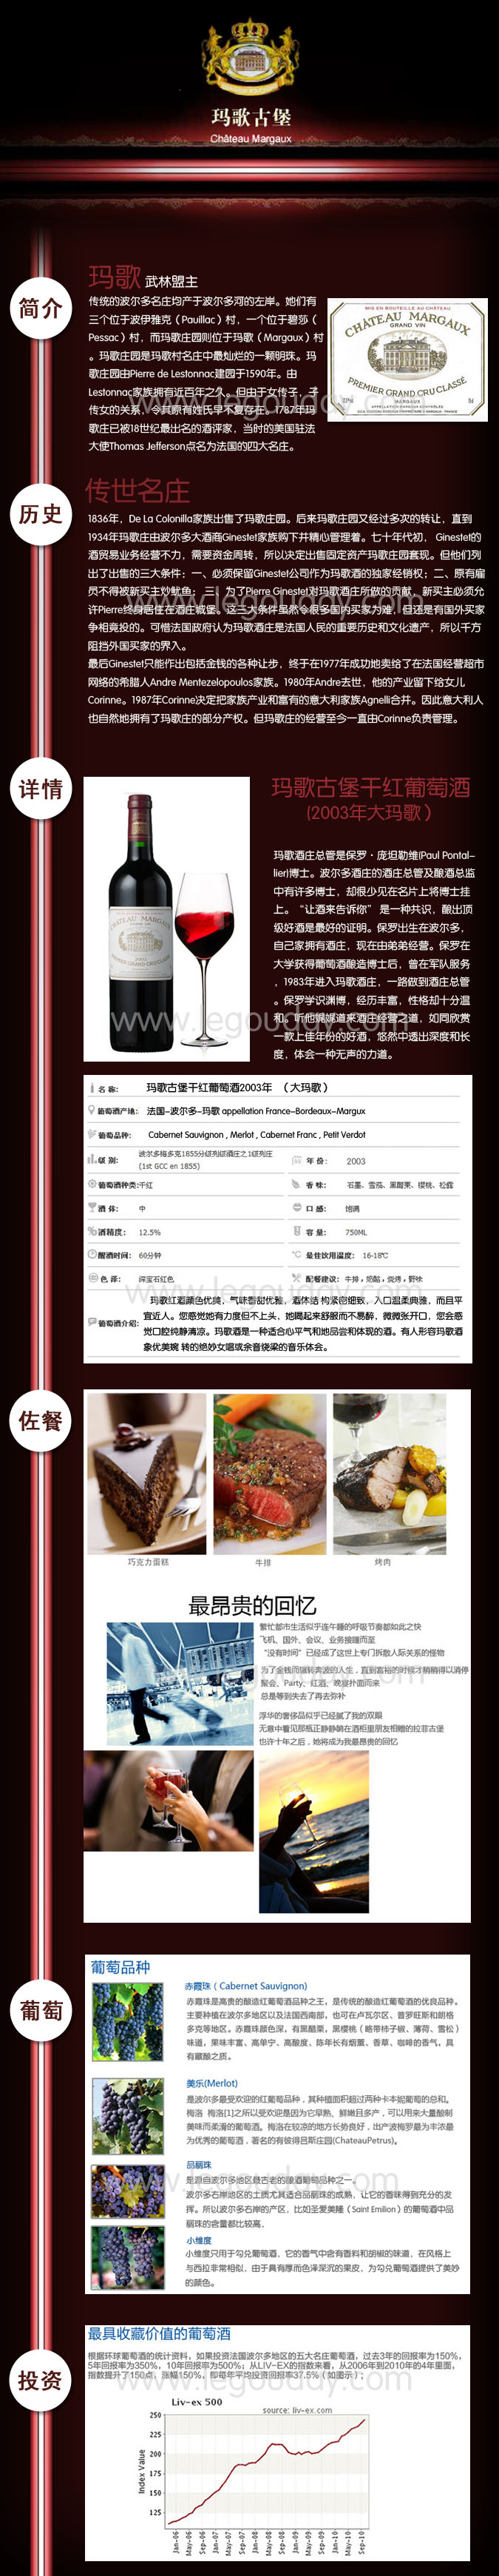 玛歌古堡
Château Margaux
简介
玛歌 武林盟主
传统的波尔多名庄均产于波尔多河的左岸。她们有
三个位于波伊雅克（Pauillac）村，一个位于碧莎（
Pessac）村，而玛歌庄园则位于玛歌（Margaux）村
。玛歌庄园是玛歌村名庄中最灿烂的一颗明珠。玛
歌庄园由Pierre de Lestonnac建园于1590年。由
Lestonnac家族拥有近百年之久，但由于女传子，子
传女的关系，令其原有姓氏早不复存在。1787年玛
歌庄已被18世纪最出名的酒评家，当时的美国驻法
大使Thomas Jefferson点名为法国的四大名庄。
MIS EN BOUTEILLE AU CHÂTEAU
CHÂTEAU MARGAUX
GRAND VIN
PREMIER GRAND CRU CLASSÉ
MARGAUX
www.legouday.com
历史
传世名庄
1836年，De La Colonilla家族出售了玛歌庄园。后来玛歌庄园又经过多次的转让，直到
1934年玛歌庄由波尔多大酒商Ginestet家族购下并精心管理着。七十年代初， Ginestet的
酒贸易业务经营不力，需要资金周转，所以决定出售固定资产玛歌庄园套现。但他们列
出了出售的三大条件：一、必须保留Ginestet公司作为玛歌酒的独家经销权；二、原有雇
员不得被新买主炒鱿鱼；三、为了Pierre Ginestet对玛歌酒庄所做的贡献，新买主必须允
许Pierre终身居住在酒庄城堡。这三大条件虽然令很多国内买家为难，但还是有国外买家
争相竞投的。可惜法国政府认为玛歌酒庄是法国人民的重要历史和文化遗产，所以千方
阻挡外国买家的界入。
最后Ginestet只能作出包括金钱的各种让步，终于在1977年成功地卖给了在法国经营超市
网络的希腊人Andre Mentezelopoulos家族。1980年Andre去世，他的产业留下给女儿
Corinne。1987年Corinne决定把家族产业和富有的意大利家族Agnelli合并。因此意大利人
也自然地拥有了玛歌庄的部分产权。但玛歌庄的经营至今一直由Corinne负责管理。
www.legouday.com
详情
玛歌古堡干红葡萄酒
(2003年大玛歌）
玛歌酒庄总管是保罗·庞坦勒维(Paul Pontal-
lier)博士。波尔多酒庄的酒庄总管及酿酒总监
中有许多博士，却很少见在名片上将博士挂
上。“让酒来告诉你” 是一种共识，酿出顶
级好酒是最好的证明。保罗出生在波尔多，
自己家拥有酒庄，现在由弟弟经营。保罗在
大学获得葡萄酒酿造博士后，曾在军队服务
，1983年进入玛歌酒庄，一路做到酒庄总管
。保罗学识渊博，经历丰富，性格却十分温
和。听他娓娓道来酒庄经营之道，如同欣赏
一款上佳年份的好酒，悠然中透出深度和长
度，体会一种无声的力道。
CHATEAU MARGAUX
www.legouday.com
名 称: 玛歌古堡干红葡萄酒2003年 （大玛歌）
葡萄酒产地: 法国-波尔多-玛歌 appellation France-Bordeaux-Margux
葡萄品种: Cabernet Sauvignon , Merlot , Cabernet Franc , Petit Verdot
级 别: 波尔多梅多克1855分级列级酒庄之1级列庄
(1st GCC en 1855)
年 份: 2003
葡萄酒种类:干红
香 味: 石墨、雪茄、黑醋栗、樱桃、松露
酒 体: 中
口 感: 饱满
酒精度: 12.5%
容 量: 750ML
醒酒时间: 60分钟
最佳饮用温度: 16-18℃
色 泽: 深宝石红色
配餐建议: 牛排，烧烤，野味
葡萄酒介绍: 玛歌红酒颜色优美，气味香甜优雅，酒体结 构紧密细致，入口温柔典雅，而且平
宜近人。您感觉她有力度但不上头，她喝起来舒服而不易醉，微微张开口，您会感
觉口腔纯静清凉。玛歌酒是一种适合心平气和地品尝和体现的酒。有人形容玛歌酒
象优美婉 转的绝妙女唱或余音绕梁的音乐体会。
www.legouday.com
佐餐
巧克力蛋糕
牛排
烤肉
最昂贵的回忆
繁忙都市生活似乎连午睡的呼吸节奏都如此之快
飞机、国外、会议、业务接踵而至
“没有时间”已经成了这世上专门拆散人际关系的怪物
为了金钱而辗转奔波的人生，直到富裕的时候才稍稍得以消停
聚会、Party、红酒、晚宴扑面而来
总是等到失去了再去弥补
浮华的奢侈品似乎已经腻了我的双眼
无意中看见那瓶正静静躺在酒柜里朋友相赠的拉菲古堡
也许十年之后，她将成为我最昂贵的回忆
葡萄
葡萄品种
赤霞珠（Cabernet Sauvignon)
赤霞珠是高贵的酿造红葡萄酒品种之王，是传统的酿造红葡萄酒的优良品种。
主要种植在波尔多地区以及法国西南部，也可在卢瓦尔区、普罗旺斯和朗格
多克等地区。赤霞珠颜色深，有黑醋栗，黑樱桃（略带柿子椒、薄荷、雪松）
味道，果味丰富、高单宁、高酸度、陈年长有烟熏、香草、咖啡的香气，具
有藏酿之质。
美乐(Merlot)
是波尔多最受欢迎的红葡萄品种，其种植面积超过两种卡本妮葡萄的总和。
梅洛 梅洛[1]之所以受欢迎是因为它早熟、鲜嫩且多产，可以用来大量酿制
美味而柔滑的葡萄酒。梅洛在较凉的地方长势良好，出产波梅罗最为丰浓最
为优秀的葡萄酒，著名的有彼得吕斯庄园(ChateauPetrus)。
品丽珠
是源自波尔多地区最古老的酿酒葡萄品种之一。
波尔多右岸地区的土质尤其适合品丽珠的成熟，让它的香味得到充分的发
挥。所以波尔多右岸的产区，比如圣爱美隆（Saint Emilion）的葡萄酒中品
丽珠的含量都比较高．
小维度
小维度只用于勾兑葡萄酒，它的香气中含有香料和胡椒的味道，在风格上
与西拉非常相似，由于具有厚而色泽深沉的果皮，为勾兑葡萄酒提供了美妙
的颜色。
www.legouday.com
投资
最具收藏价值的葡萄酒
根据环球葡萄酒的统计资料，如果投资法国波尔多地区的五大名庄葡萄酒，过去3年的回报率为150%，
5年回报率为350%，10年回报率为500%；从LIV-EX的指数来看，从2006年到2010年的4年里面，
指数提升了150点，涨幅150%，即每年平均投资回报率37.5%（如图示）；
www.legouday.com
Liv-ex 500
source: liv-ex.com
Index Value
250
225
200
175
150
125
Jan-06
May-06
Sep-06
Jan-07
May-07
Sep-07
Jan-08
May-08
Sep-08
Jan-09
May-09
Sep-09
Jan-10
May-10
Sep-10